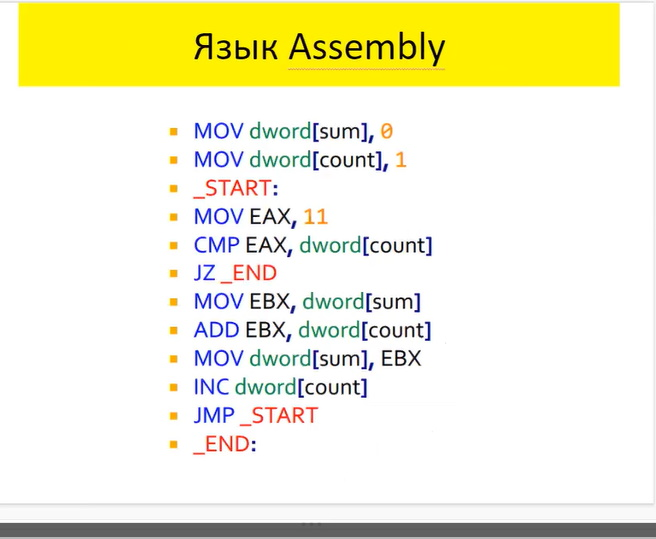 Язык Assembly
MOV dword[sum], 0
MOV dword[count], 1
_START:
MOV EAX, 11
CMP EAX, dword[count]
JZ _END
MOV EBX, dword[sum]
ADD EBX, dword[count]
MOV dword[sum], EBX
INC dword[count]
JMP _START
_END: